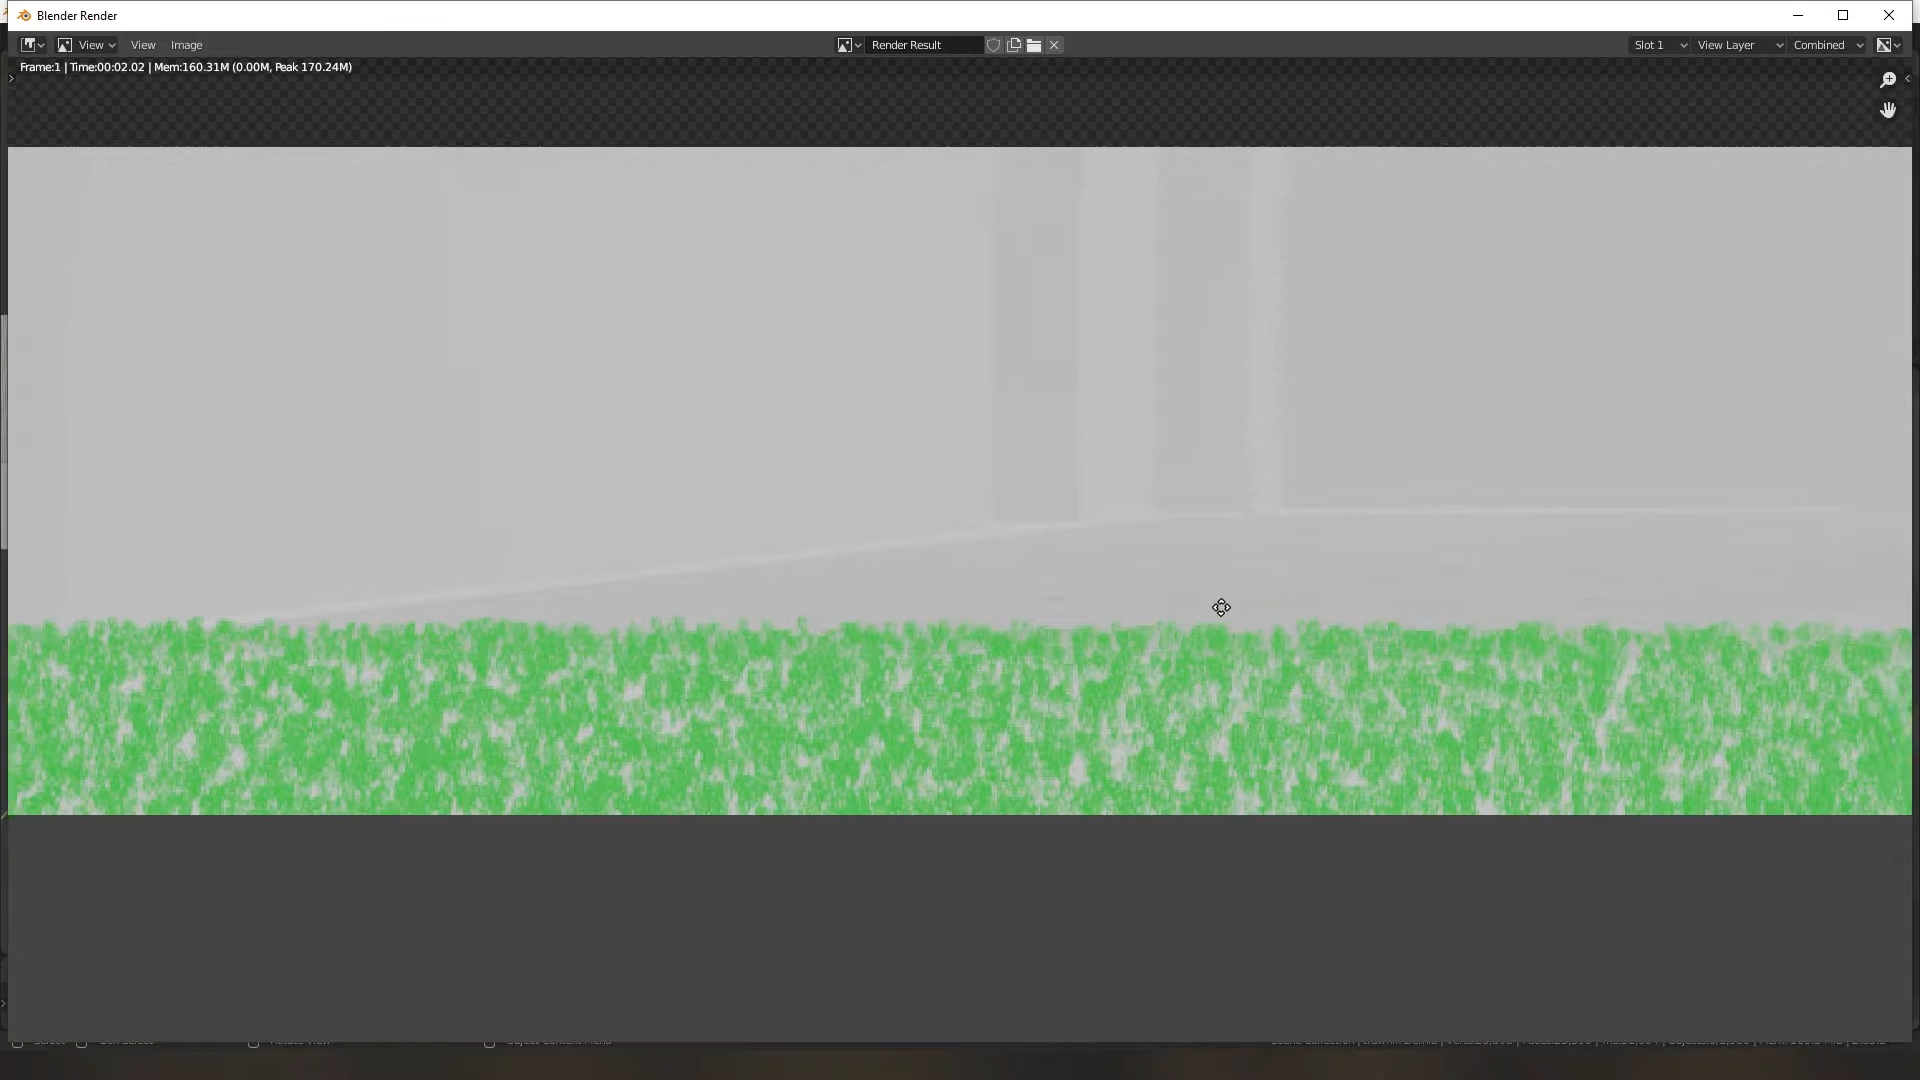 Blender Render
View View Image Render Result Slot 1 View Layer Combined
Frame:1 | Time:00:02.02 | Mem:160.31M (0.00M, Peak 170.24M)